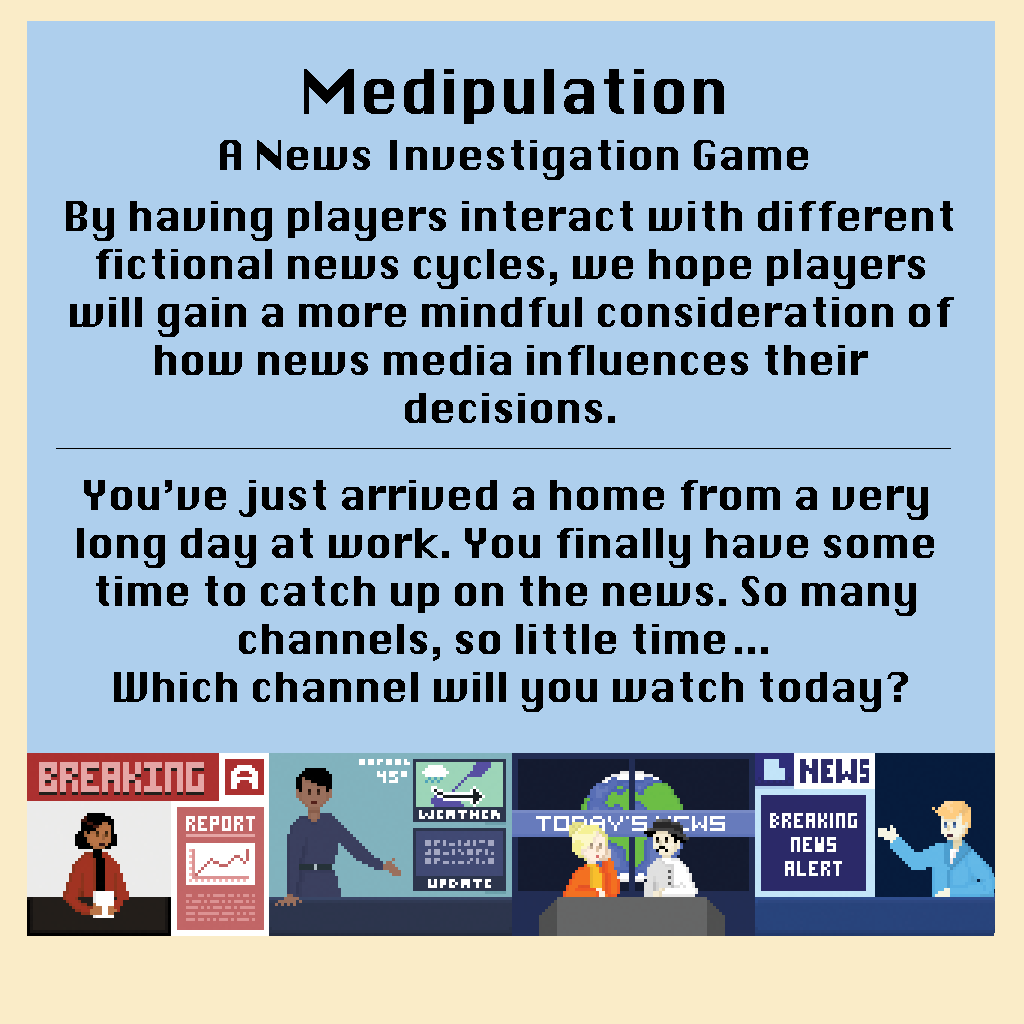 Medipulation
A News Investigation Game
By having players interact with different
fictional news cycles, we hope players
will gain a more mindful consideration of
how news media influences their
decisions.
You've just arrived a home from a very
long day at work. You finally have some
time to catch up on the news. So many
channels, so little time...
Which channel will you watch today?
BREAKING
A
REPORT
45°
WEATHER
UPDATE
TODAY'S NEWS
NEWS
BREAKING
NEWS
ALERT